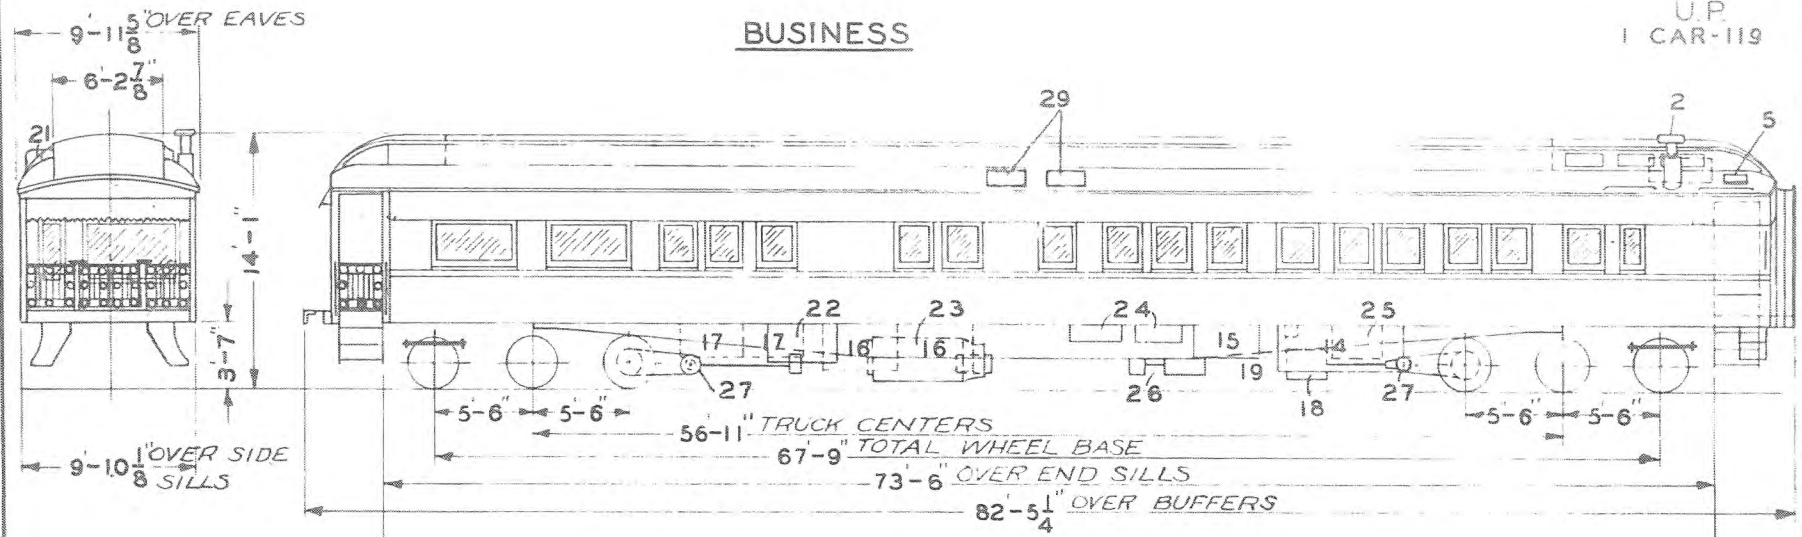 9'-11 5/8" OVER EAVES
BUSINESS
U.P.
1 CAR-119
6'-2 7/8"
29
2
5
21
14'-1"
3'-7"
22
23
24
25
17
17
16
16
15
14
19
27
26
18
27
5'-6"
5'-6"
5'-6"
5'-6"
56'-11" TRUCK CENTERS
67'-9" TOTAL WHEEL BASE
9'-10 1/8" OVER SIDE
SILLS
73'-6" OVER END SILLS
82'-5 1/4" OVER BUFFERS